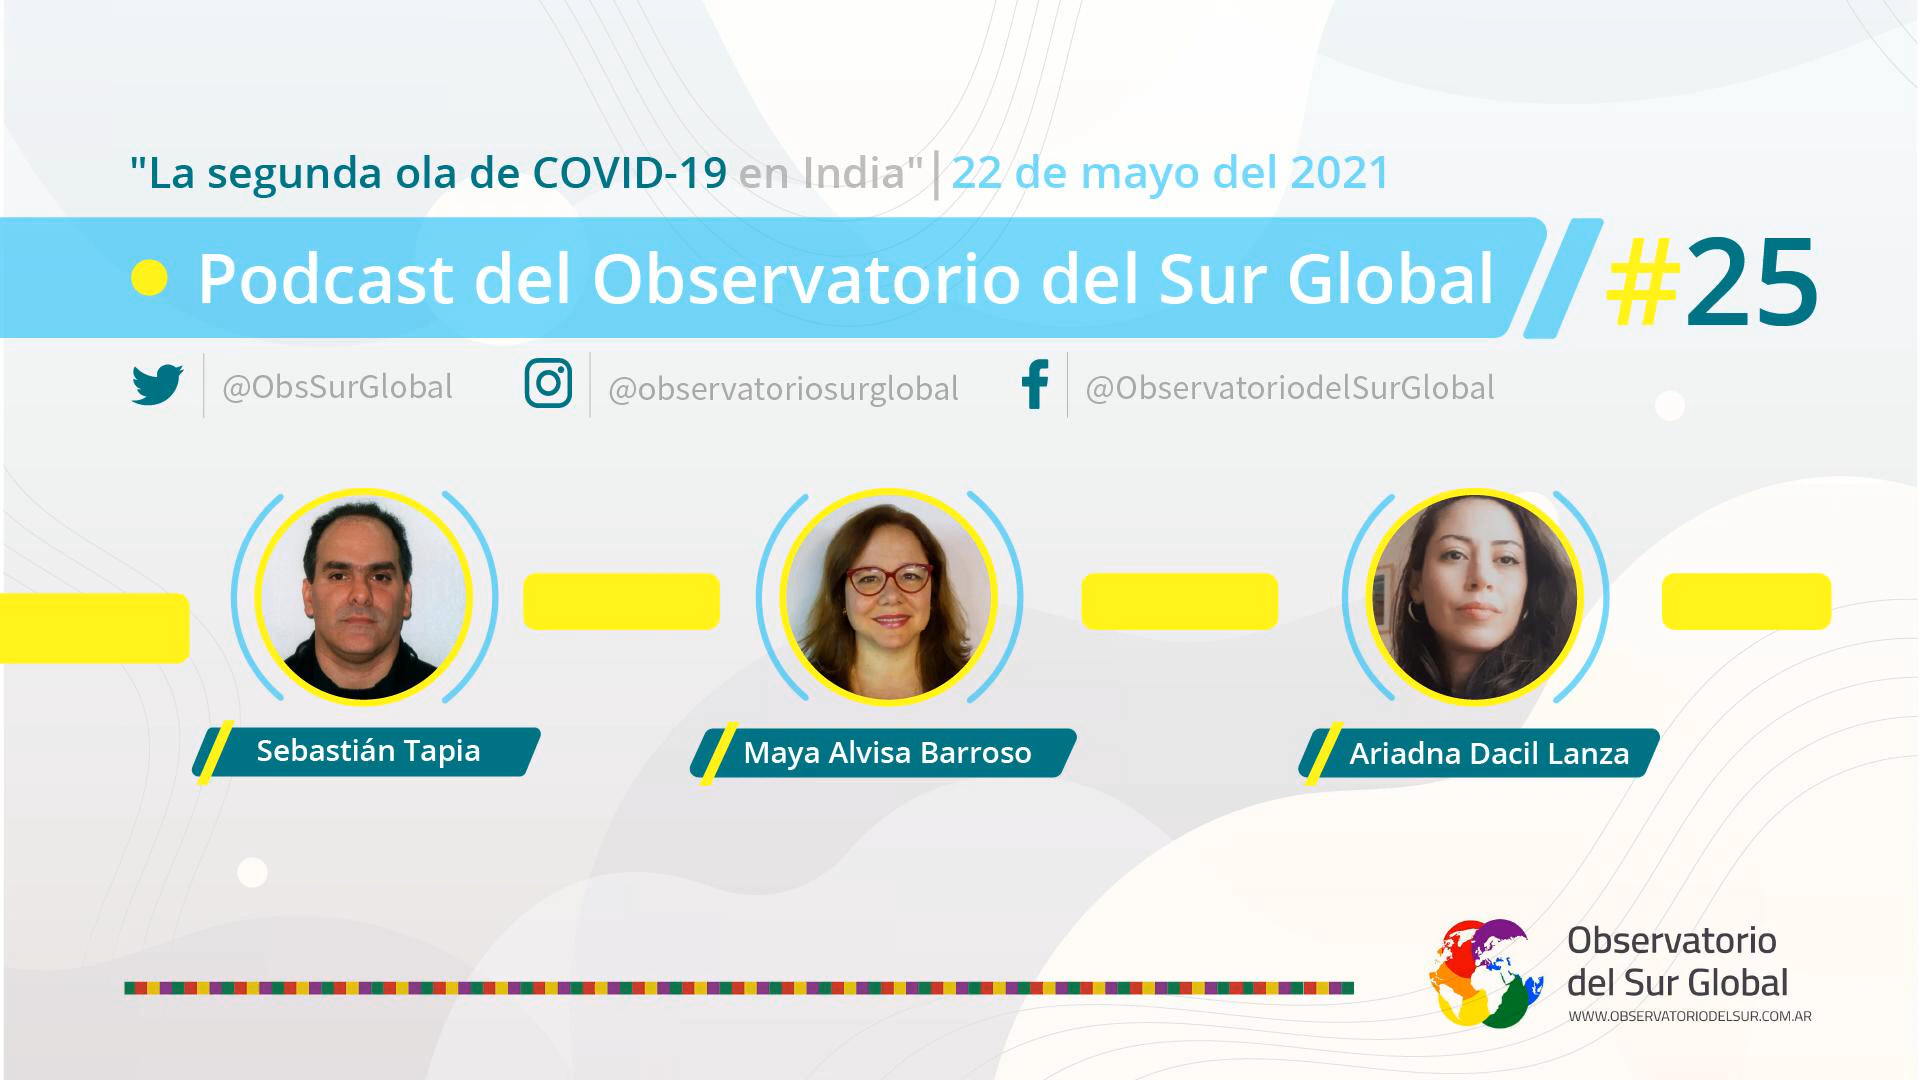 "La segunda ola de COVID-19 en India"|22 de mayo del 2021
Podcast del Observatorio del Sur Global #25
@ObsSurGlobal @observatoriosurglobal @ObservatoriodelSurGlobal
Sebastián Tapia Maya Alvisa Barroso Ariadna Dacil Lanza
Observatorio
del Sur Global
WWW.OBSERVATORIODELSUR.COM.AR